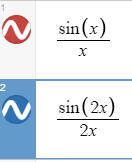 1
sin(x)
x
2
sin(2x)
2x